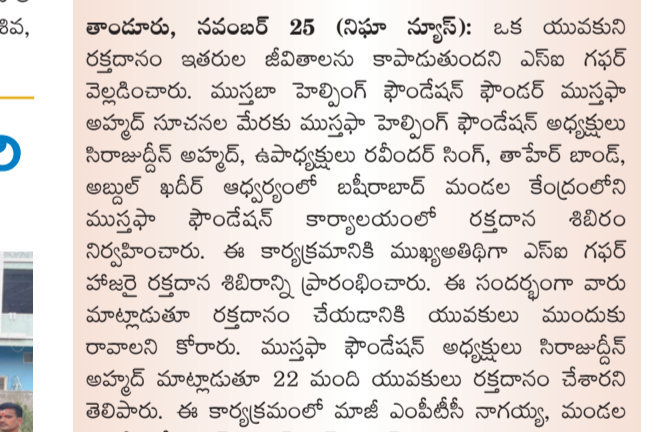 శివ,
తాండూరు, నవంబర్ 25 (నిఘా న్యూస్): ఒక యువకుని
రక్తదానం ఇతరుల జీవితాలను కాపాడుతుందని ఎస్ఐ గఫర్
వెల్లడించారు. ముస్తబా హెల్పింగ్ ఫౌండేషన్ ఫౌండర్ ముస్తఫా
అహ్మద్ సూచనల మేరకు ముస్తఫా హెల్పింగ్ ఫౌండేషన్ అధ్యక్షులు
సిరాజుద్దీన్ అహ్మద్, ఉపాధ్యక్షులు రవీందర్ సింగ్, తాహేర్ బాండ్,
అబ్దుల్ ఖదీర్ ఆధ్వర్యంలో బషీరాబాద్ మండల కేంద్రంలోని
ముస్తఫా ఫౌండేషన్ కార్యాలయంలో రక్తదాన శిబిరం
నిర్వహించారు. ఈ కార్యక్రమానికి ముఖ్యఅతిథిగా ఎస్ఐ గఫర్
హాజరై రక్తదాన శిబిరాన్ని ప్రారంభించారు. ఈ సందర్భంగా వారు
మాట్లాడుతూ రక్తదానం చేయడానికి యువకులు ముందుకు
రావాలని కోరారు. ముస్తఫా ఫౌండేషన్ అధ్యక్షులు సిరాజుద్దీన్
అహ్మద్ మాట్లాడుతూ 22 మంది యువకులు రక్తదానం చేశారని
తెలిపారు. ఈ కార్యక్రమంలో మాజీ ఎంపీటీసీ నాగయ్య, మండల